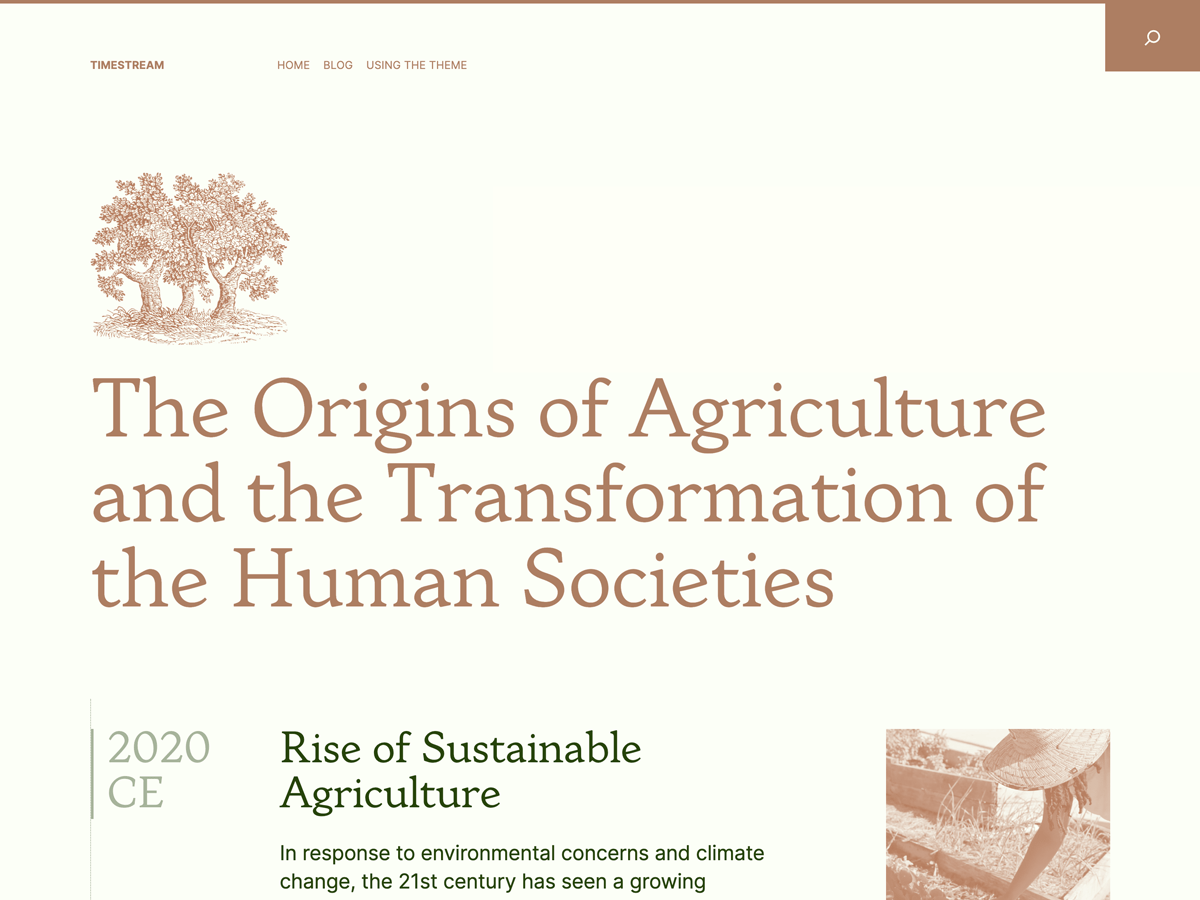 TIMESTREAM
HOME BLOG USING THE THEME
The Origins of Agriculture
and the Transformation of
the Human Societies
2020
CE
Rise of Sustainable
Agriculture
In response to environmental concerns and climate
change, the 21st century has seen a growing